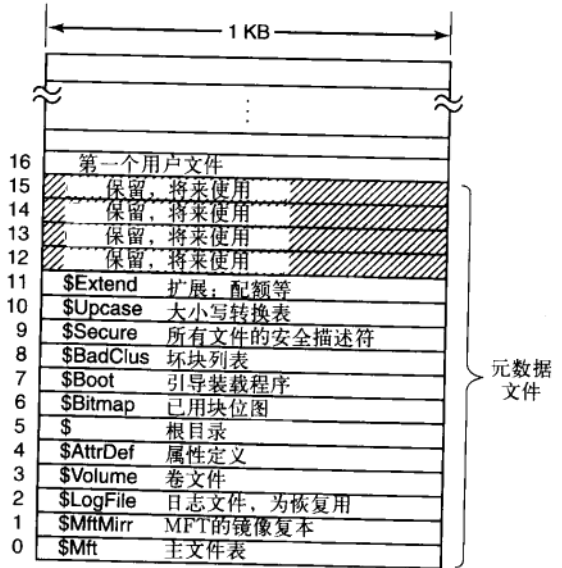 1 KB
16 第一个用户文件
15 保留，将来使用
14 保留，将来使用
13 保留，将来使用
12 保留，将来使用
11 $Extend 扩展：配额等
10 $Upcase 大小写转换表
9 $Secure 所有文件的安全描述符
8 $BadClus 坏块列表
7 $Boot 引导装载程序
6 $Bitmap 已用块位图
5 $ 根目录
4 $AttrDef 属性定义
3 $Volume 卷文件
2 $LogFile 日志文件，为恢复用
1 $MftMirr MFT的镜像复本
0 $Mft 主文件表
元数据
文件